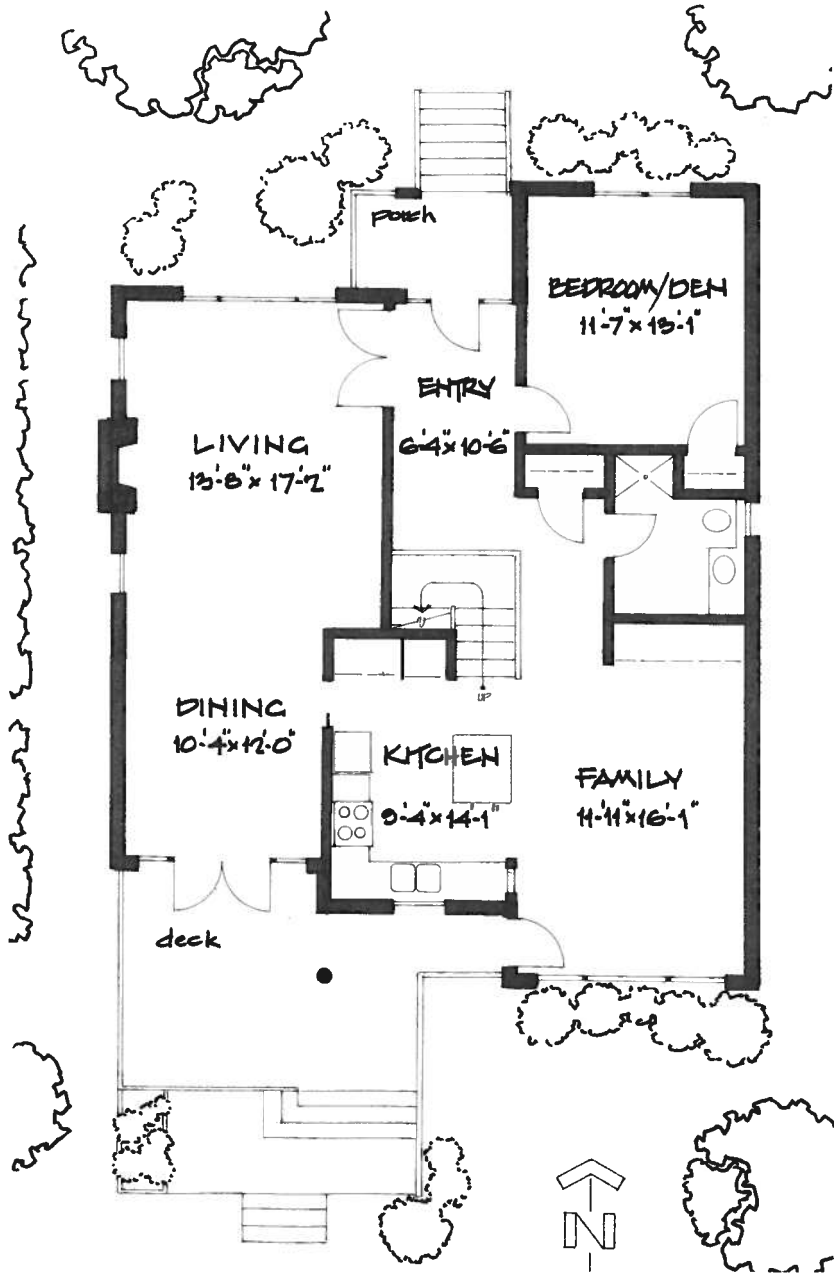 porch
BEDROOM/DEN
11'-7" x 13'-1"
ENTRY
6'-4" x 10'-6"
LIVING
13'-8" x 17'-2"
UP
DINING
10'-4" x 12'-0"
KITCHEN
9'-4" x 14'-1"
FAMILY
11'-11" x 16'-1"
deck
N